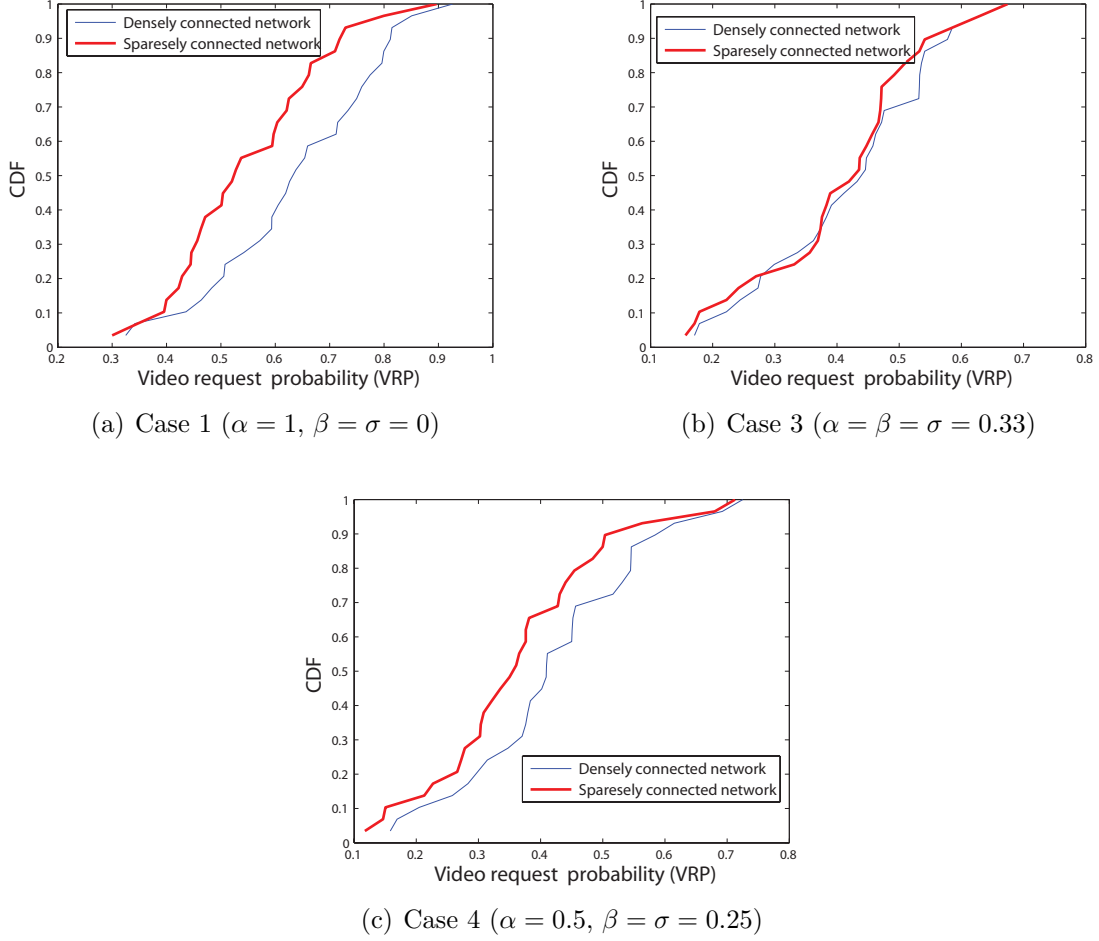 1
0.9
0.8
0.7
0.6
0.5
0.4
0.3
0.2
0.1
0
CDF
Densely connected network
Sparesely connected network
0.2 0.3 0.4 0.5 0.6 0.7 0.8 0.9 1
Video request probability (VRP)
(a) Case 1 (α = 1, β = σ = 0)
1
0.9
0.8
0.7
0.6
0.5
0.4
0.3
0.2
0.1
0
CDF
Densely connected network
Sparesely connected network
0.1 0.2 0.3 0.4 0.5 0.6 0.7 0.8
Video request probability (VRP)
(b) Case 3 (α = β = σ = 0.33)
1
0.9
0.8
0.7
0.6
0.5
0.4
0.3
0.2
0.1
0
CDF
Densely connected network
Sparesely connected network
0.1 0.2 0.3 0.4 0.5 0.6 0.7 0.8
Video request probability (VRP)
(c) Case 4 (α = 0.5, β = σ = 0.25)